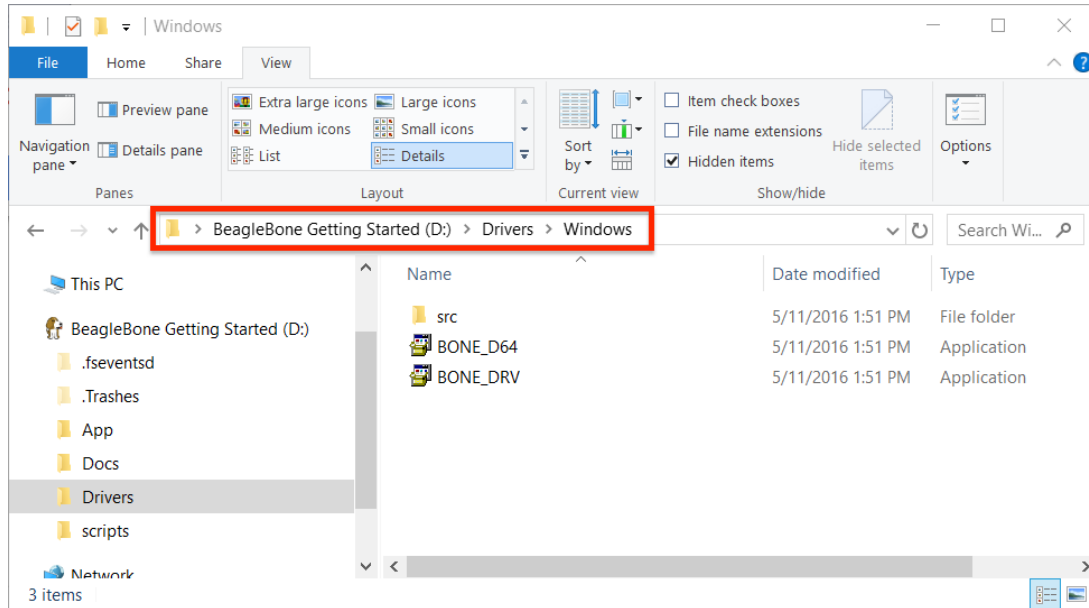 Windows
File Home Share View
Preview pane
Details pane
Navigation
pane
Panes
Extra large icons Large icons
Medium icons Small icons
List Details
Layout
Sort
by
Current view
Item check boxes
File name extensions
Hidden items
Hide selected
items
Show/hide
Options
BeagleBone Getting Started (D:) > Drivers > Windows
Search Wi...
This PC
BeagleBone Getting Started (D:)
.fseventsd
.Trashes
App
Docs
Drivers
scripts
Network
Name Date modified Type
src 5/11/2016 1:51 PM File folder
BONE_D64 5/11/2016 1:51 PM Application
BONE_DRV 5/11/2016 1:51 PM Application
3 items